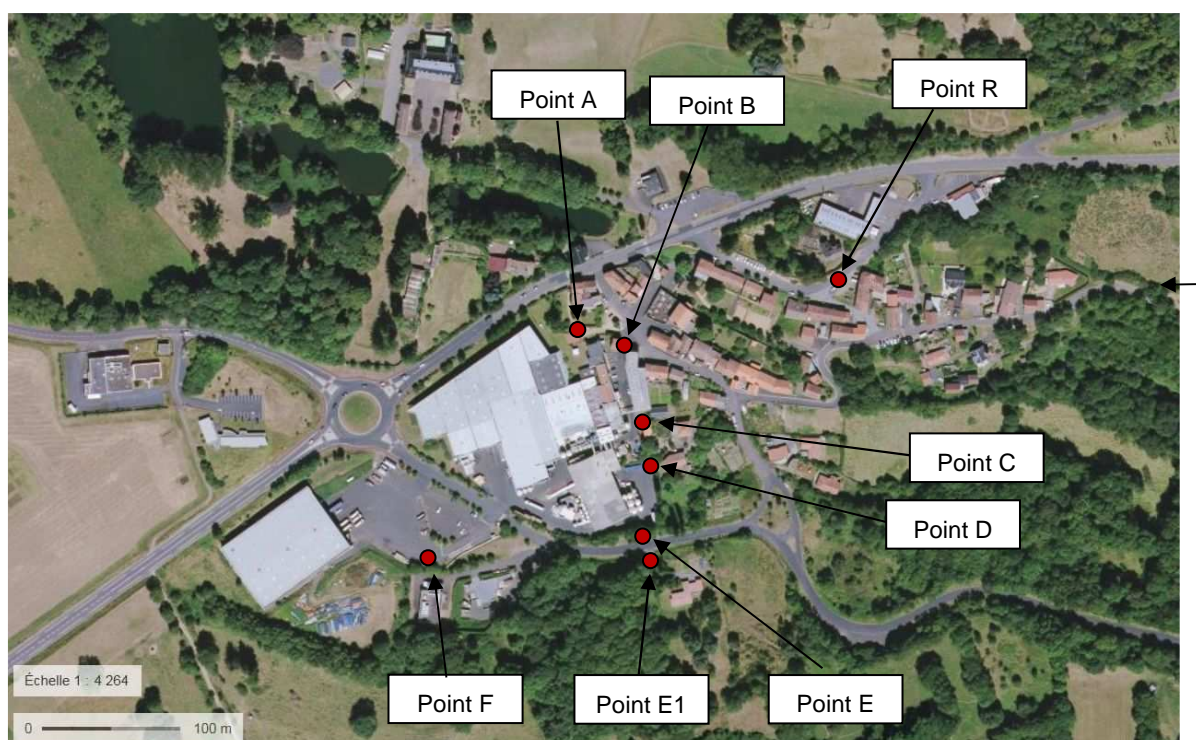 Point A
Point B
Point R
Point C
Point D
Point F
Point E1
Point E
Échelle 1 : 4 264
0 100 m